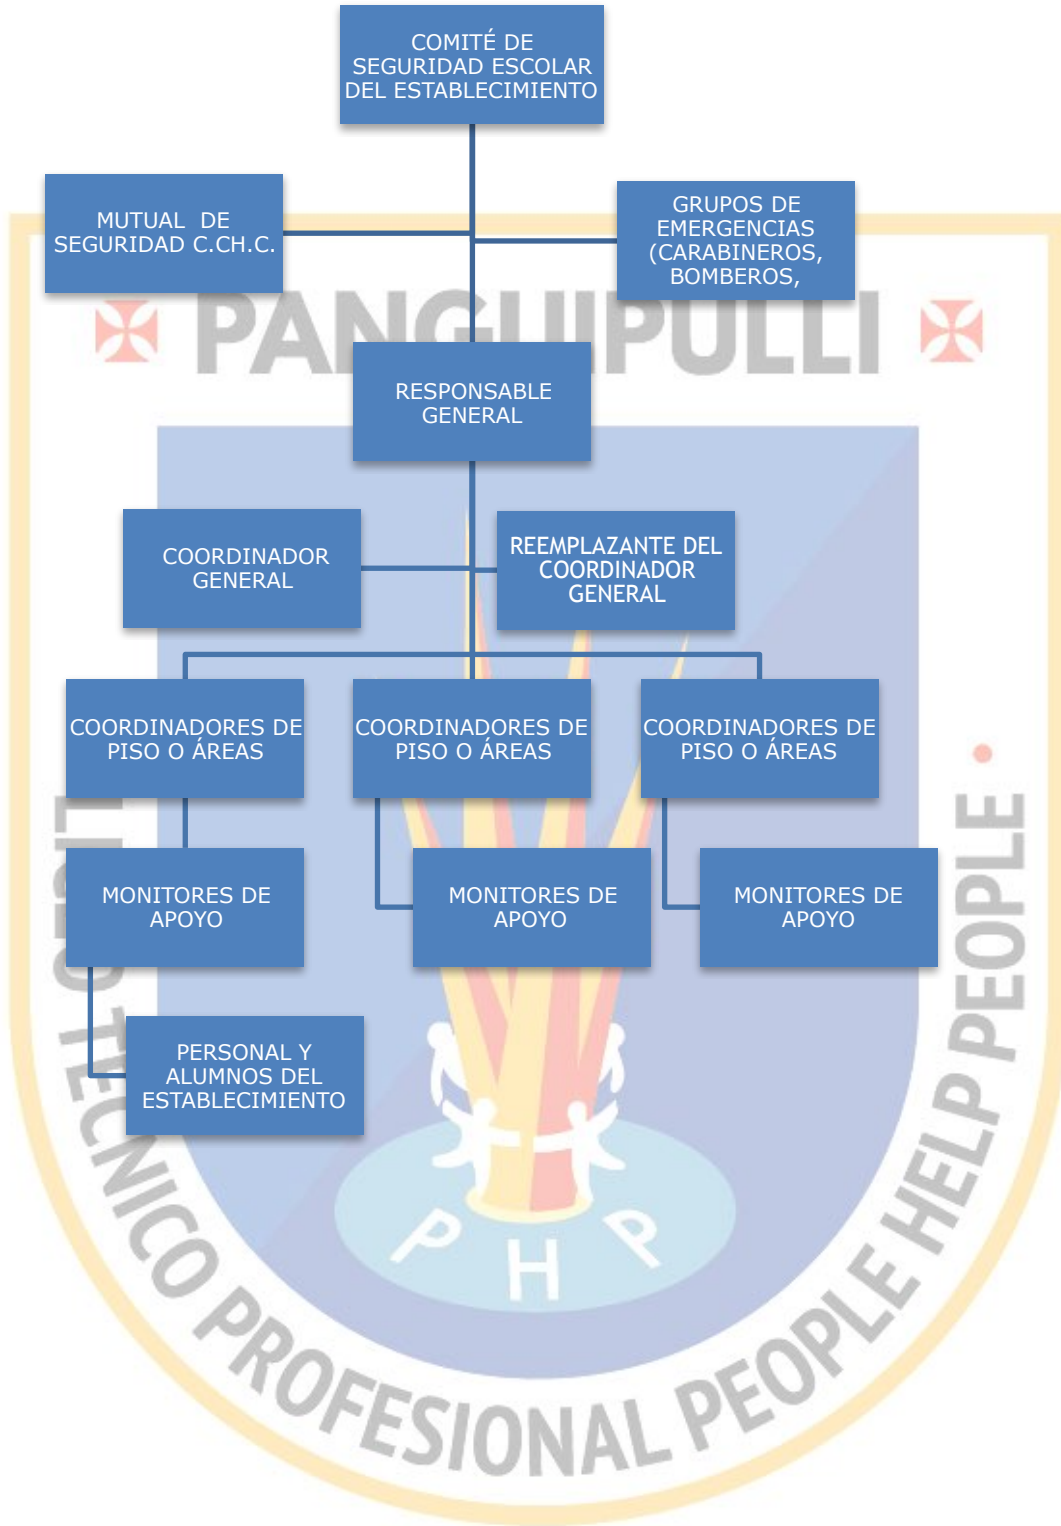 COMITÉ DE
SEGURIDAD ESCOLAR
DEL ESTABLECIMIENTO
MUTUAL DE
SEGURIDAD C.CH.C.
GRUPOS DE
EMERGENCIAS
(CARABINEROS,
BOMBEROS,
PANGUIPULLI
RESPONSABLE
GENERAL
COORDINADOR
GENERAL
REEMPLAZANTE DEL
COORDINADOR
GENERAL
COORDINADORES DE
PISO O ÁREAS
COORDINADORES DE
PISO O ÁREAS
COORDINADORES DE
PISO O ÁREAS
MONITORES DE
APOYO
MONITORES DE
APOYO
MONITORES DE
APOYO
PERSONAL Y
ALUMNOS DEL
ESTABLECIMIENTO
TECNICO PROFESIONAL PEOPLE HELP PEOPLE
P H P